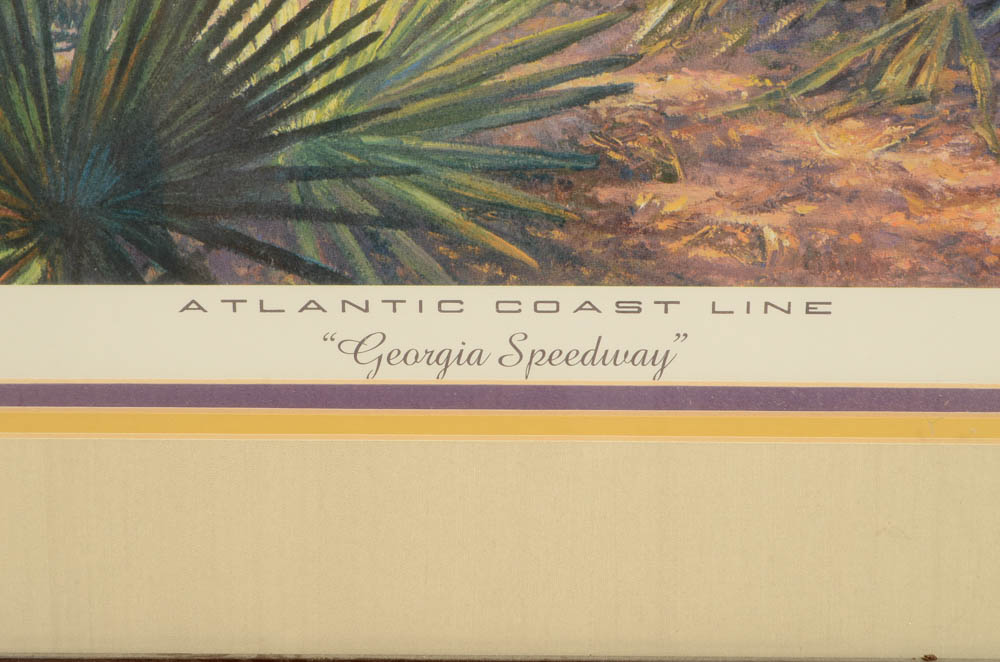 ATLANTIC COAST LINE
“Georgia Speedway”